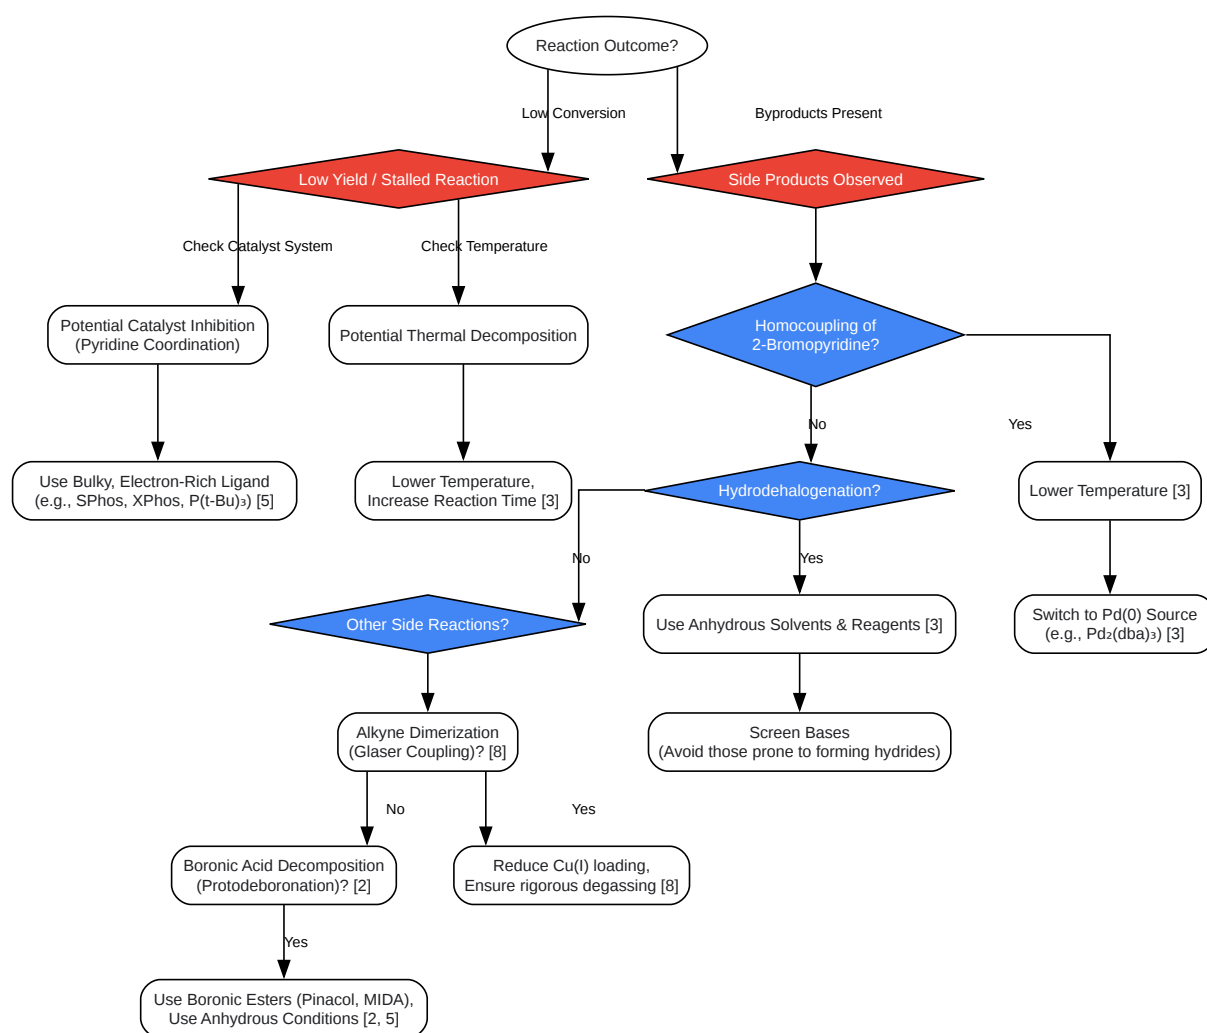 Reaction Outcome?
Low Conversion
Byproducts Present
Low Yield / Stalled Reaction
Side Products Observed
Check Catalyst System
Check Temperature
Potential Catalyst Inhibition
(Pyridine Coordination)
Potential Thermal Decomposition
Homocoupling of
2-Bromopyridine?
No
Yes
Use Bulky, Electron-Rich Ligand
(e.g., SPhos, XPhos, P(t-Bu)₃) [5]
Lower Temperature,
Increase Reaction Time [3]
Hydrodehalogenation?
Lower Temperature [3]
No
Yes
Other Side Reactions?
Use Anhydrous Solvents & Reagents [3]
Switch to Pd(0) Source
(e.g., Pd₂(dba)₃) [3]
Alkyne Dimerization
(Glaser Coupling)? [8]
Screen Bases
(Avoid those prone to forming hydrides)
No
Yes
Boronic Acid Decomposition
(Protodeboronation)? [2]
Reduce Cu(I) loading,
Ensure rigorous degassing [8]
Yes
Use Boronic Esters (Pinacol, MIDA),
Use Anhydrous Conditions [2, 5]